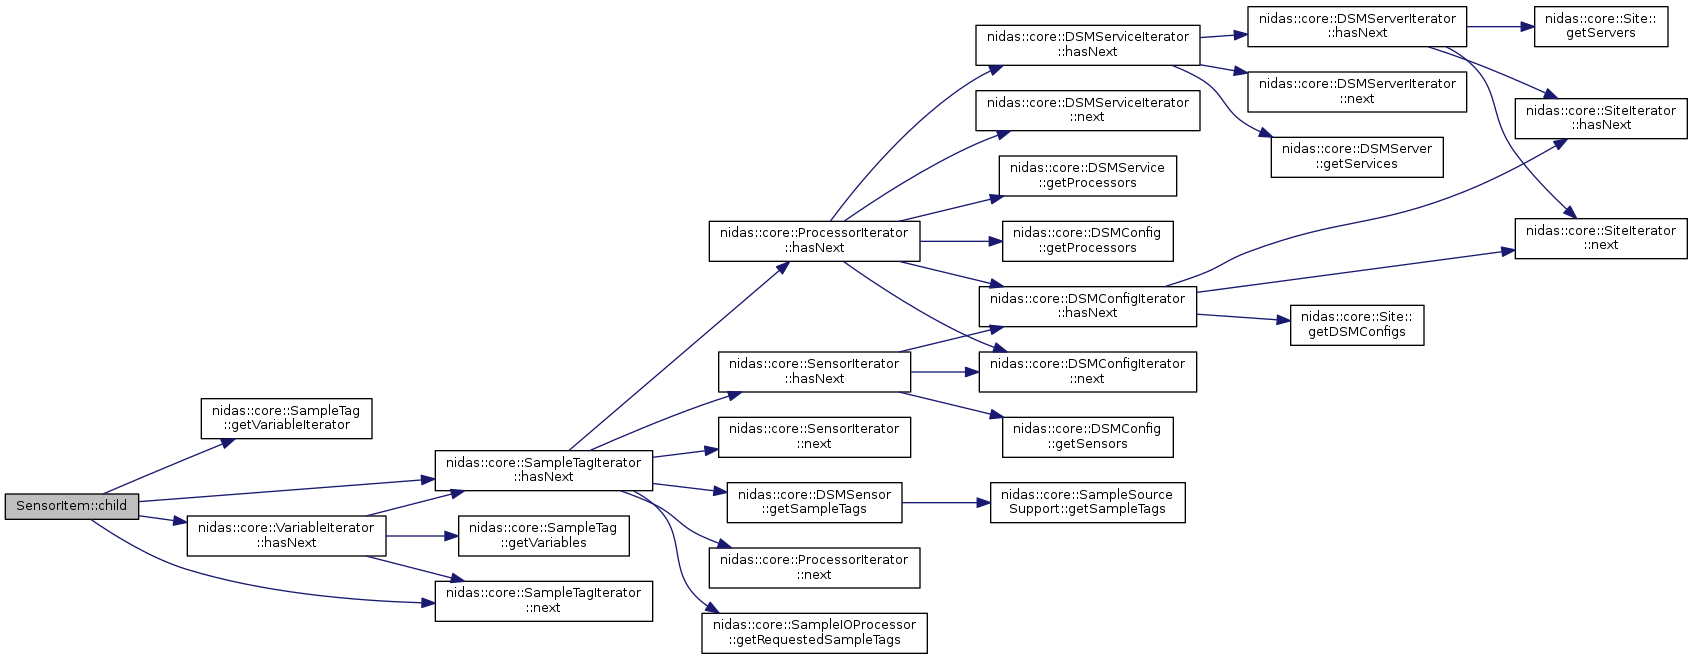 SensorItem::child
nidas::core::SampleTag
::getVariableIterator
nidas::core::VariableIterator
::hasNext
nidas::core::SampleTagIterator
::hasNext
nidas::core::SampleTag
::getVariables
nidas::core::SampleTagIterator
::next
nidas::core::ProcessorIterator
::hasNext
nidas::core::SensorIterator
::hasNext
nidas::core::SensorIterator
::next
nidas::core::DSMSensor
::getSampleTags
nidas::core::ProcessorIterator
::next
nidas::core::SampleIOProcessor
::getRequestedSampleTags
nidas::core::DSMServiceIterator
::hasNext
nidas::core::DSMServiceIterator
::next
nidas::core::DSMService
::getProcessors
nidas::core::DSMConfig
::getProcessors
nidas::core::DSMConfigIterator
::hasNext
nidas::core::DSMConfigIterator
::next
nidas::core::DSMConfig
::getSensors
nidas::core::SampleSource
Support::getSampleTags
nidas::core::DSMServerIterator
::hasNext
nidas::core::DSMServerIterator
::next
nidas::core::DSMServer
::getServices
nidas::core::Site::
getDSMConfigs
nidas::core::Site::
getServers
nidas::core::SiteIterator
::hasNext
nidas::core::SiteIterator
::next